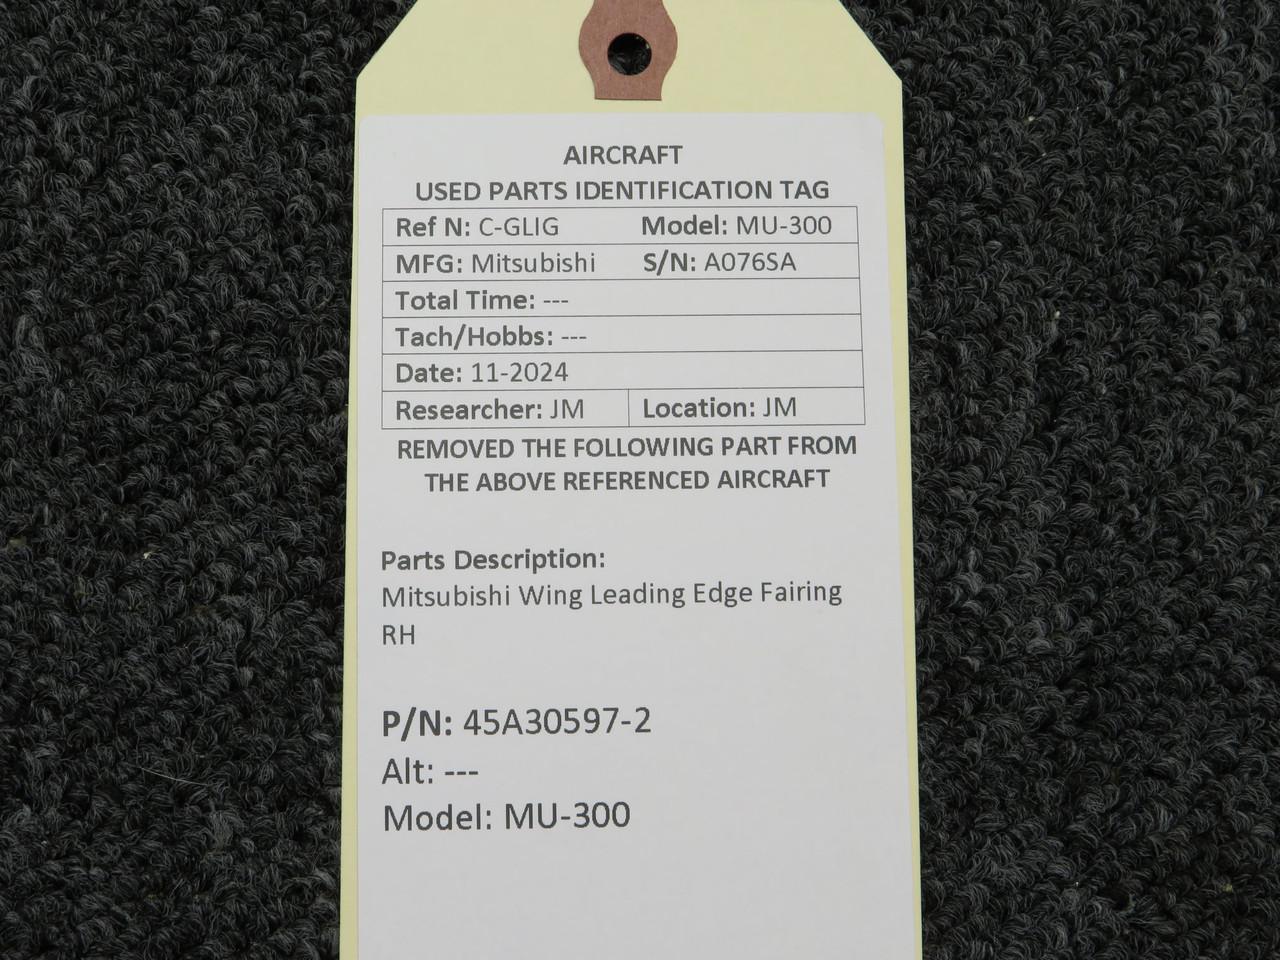 AIRCRAFT
USED PARTS IDENTIFICATION TAG
Ref N: C-GLIG Model: MU-300
MFG: Mitsubishi S/N: A076SA
Total Time: ---
Tach/Hobbs: ---
Date: 11-2024
Researcher: JM Location: JM
REMOVED THE FOLLOWING PART FROM
THE ABOVE REFERENCED AIRCRAFT
Parts Description:
Mitsubishi Wing Leading Edge Fairing
RH
P/N: 45A30597-2
Alt: ---
Model: MU-300